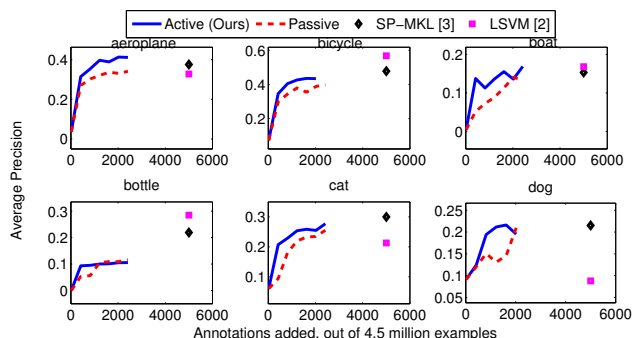 Active (Ours) Passive SP-MKL [3] LSVM [2]
aeroplane bicycle boat
0.4
0.2
0
0 2000 4000 6000
0.6
0.4
0.2
0 2000 4000 6000
0.2
0.1
0
0 2000 4000 6000
Average Precision
bottle cat dog
0.3
0.2
0.1
0
0 2000 4000 6000
0.3
0.2
0.1
0 2000 4000 6000
0.25
0.2
0.15
0.1
0.05
0 2000 4000 6000
Annotations added, out of 4.5 million examples